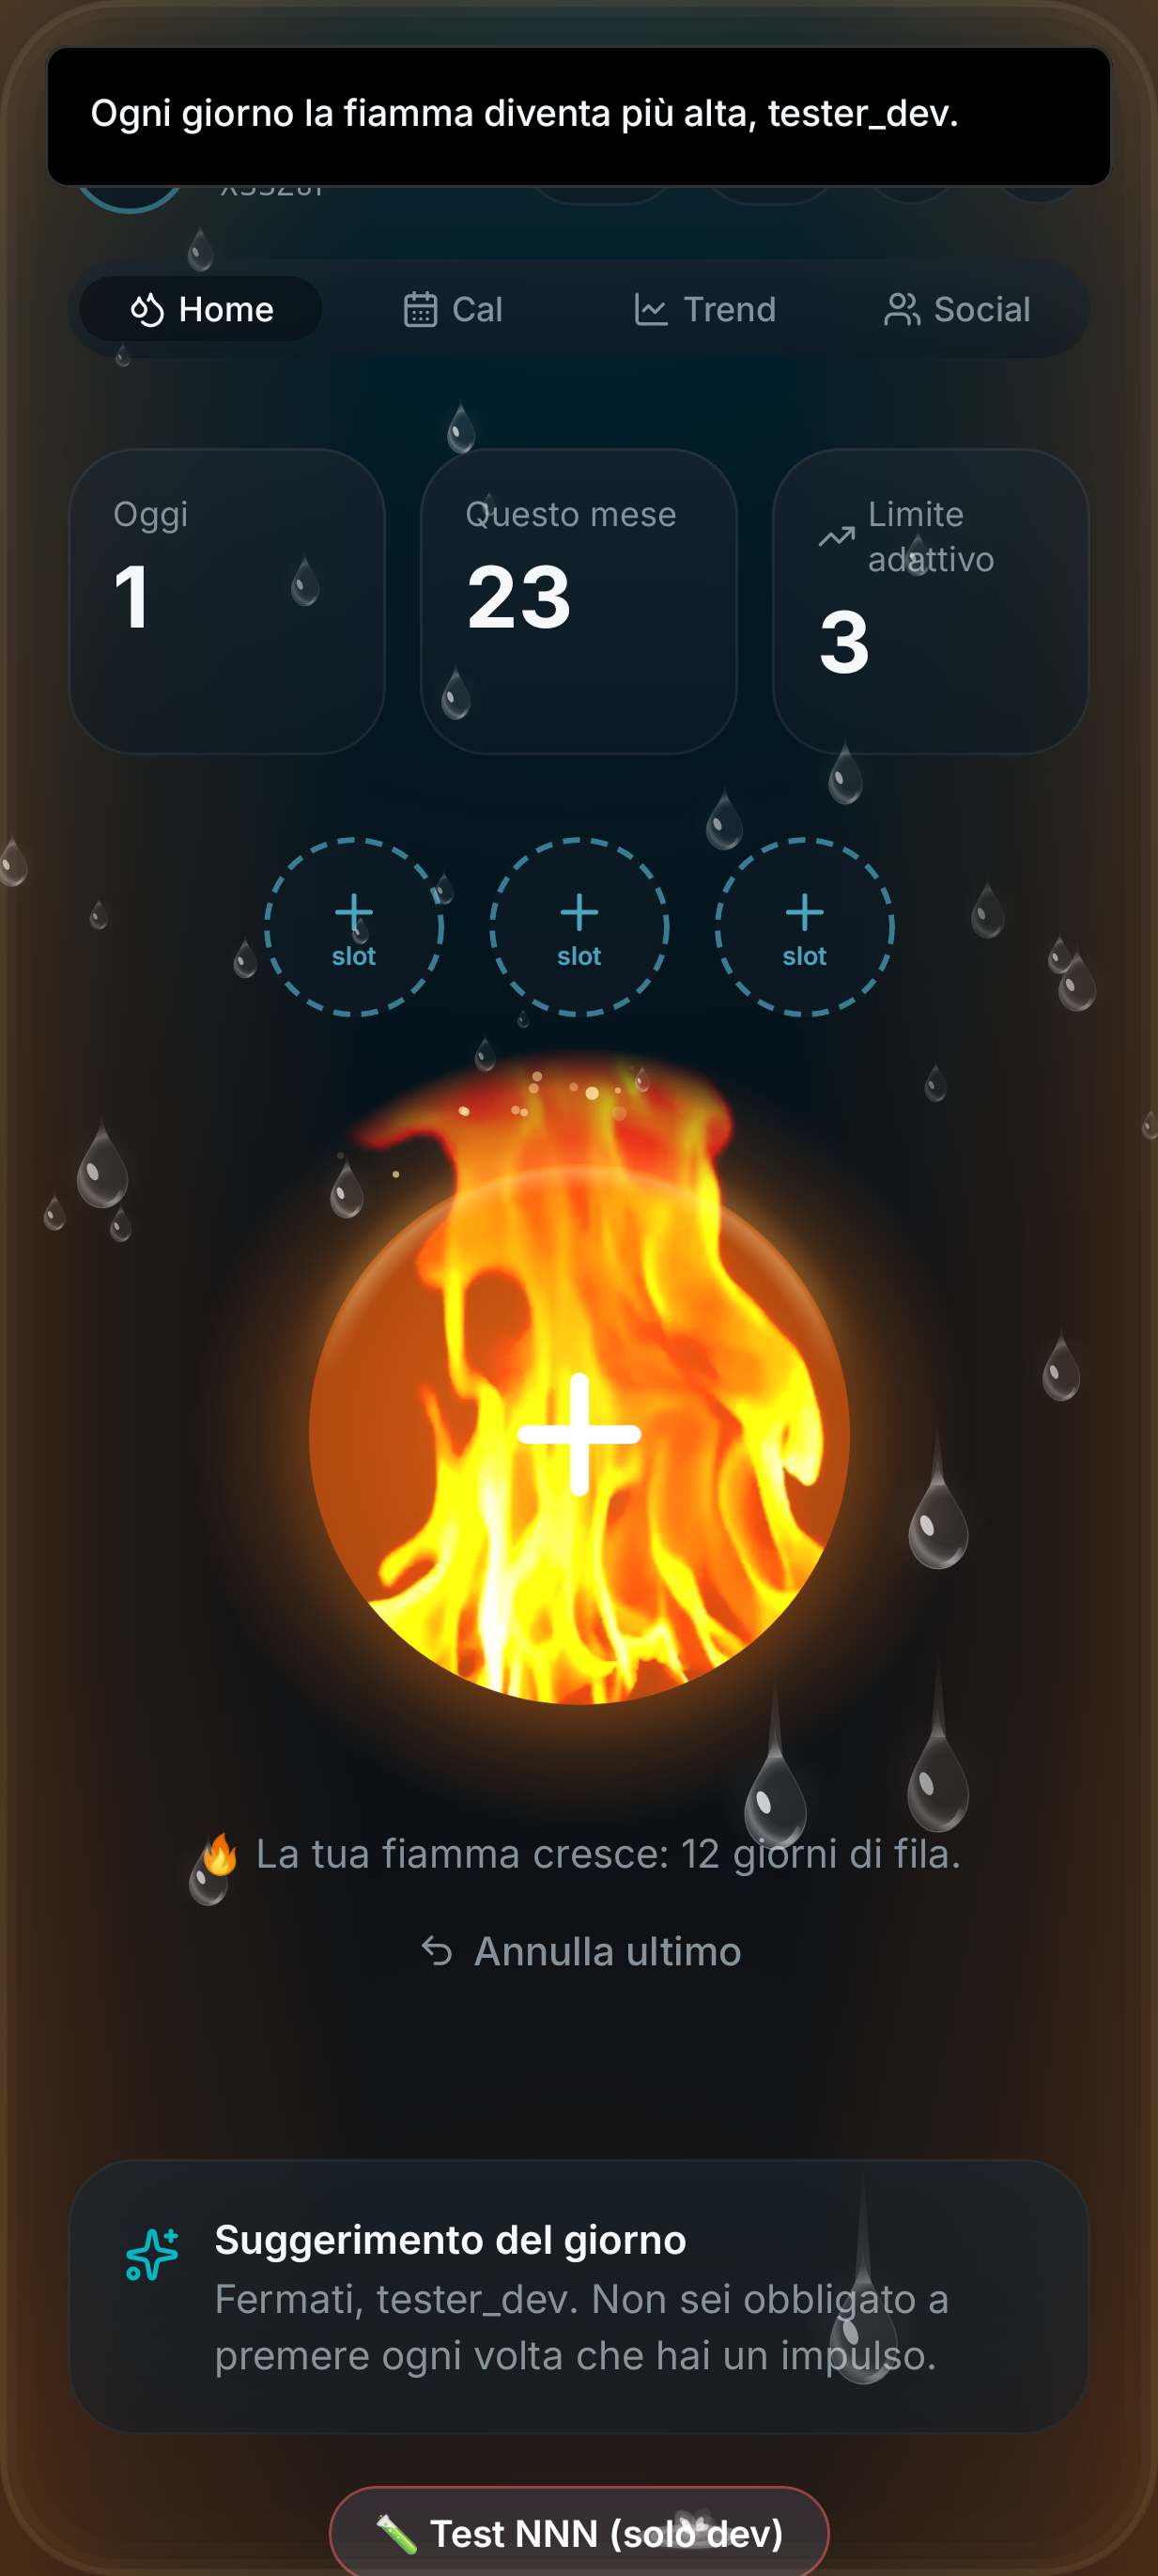 Ogni giorno la fiamma diventa più alta, tester_dev.
Home
Cal
Trend
Social
Oggi
1
Questo mese
23
Limite
adattivo
3
slot
slot
slot
🔥 La tua fiamma cresce: 12 giorni di fila.
Annulla ultimo
Suggerimento del giorno
Fermati, tester_dev. Non sei obbligato a
premere ogni volta che hai un impulso.
🧪 Test NNN (solo dev)